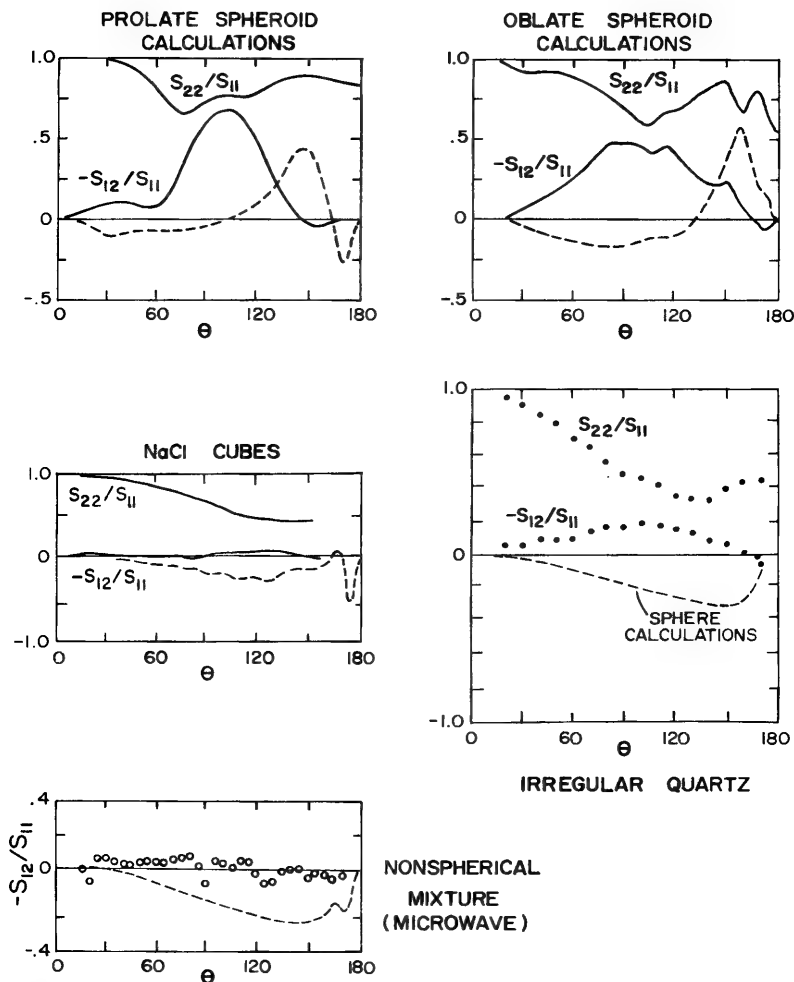 PROLATE SPHEROID
CALCULATIONS
1.0
.5
0
-.5
S22/S11
-S12/S11
0 60 120 180
θ
OBLATE SPHEROID
CALCULATIONS
1.0
.5
0
-.5
S22/S11
-S12/S11
0 60 120 180
θ
NaCl CUBES
1.0
0
-1.0
S22/S11
-S12/S11
0 60 120 180
θ
1.0
0
-1.0
S22/S11
-S12/S11
SPHERE
CALCULATIONS
0 60 120 180
θ
IRREGULAR QUARTZ
-S12/S11
.4
0
-.4
0 60 120 180
θ
NONSPHERICAL
MIXTURE
(MICROWAVE)